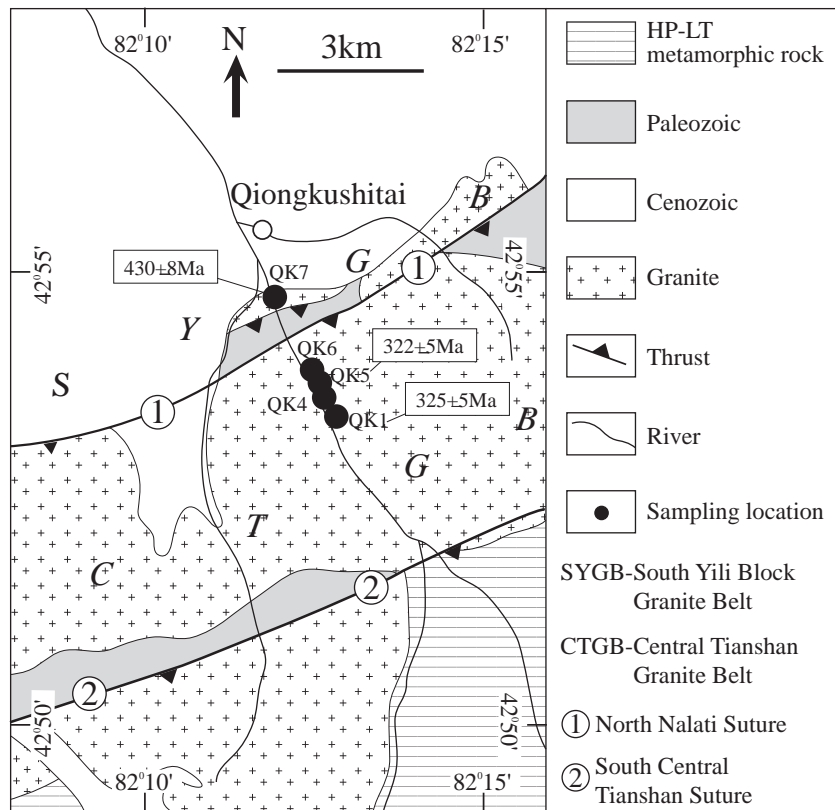 82°10'
82°15'
N
3km
Qiongkushitai
B
430±8Ma
QK7
G
1
42°55'
42°55'
Y
QK6
322±5Ma
QK5
S
QK4
325±5Ma
1
QK1
B
G
T
C
2
2
42°50'
42°50'
82°10'
82°15'
HP-LT
metamorphic rock
Paleozoic
Cenozoic
Granite
Thrust
River
Sampling location
SYGB-South Yili Block
Granite Belt
CTGB-Central Tianshan
Granite Belt
1 North Nalati Suture
2 South Central
Tianshan Suture